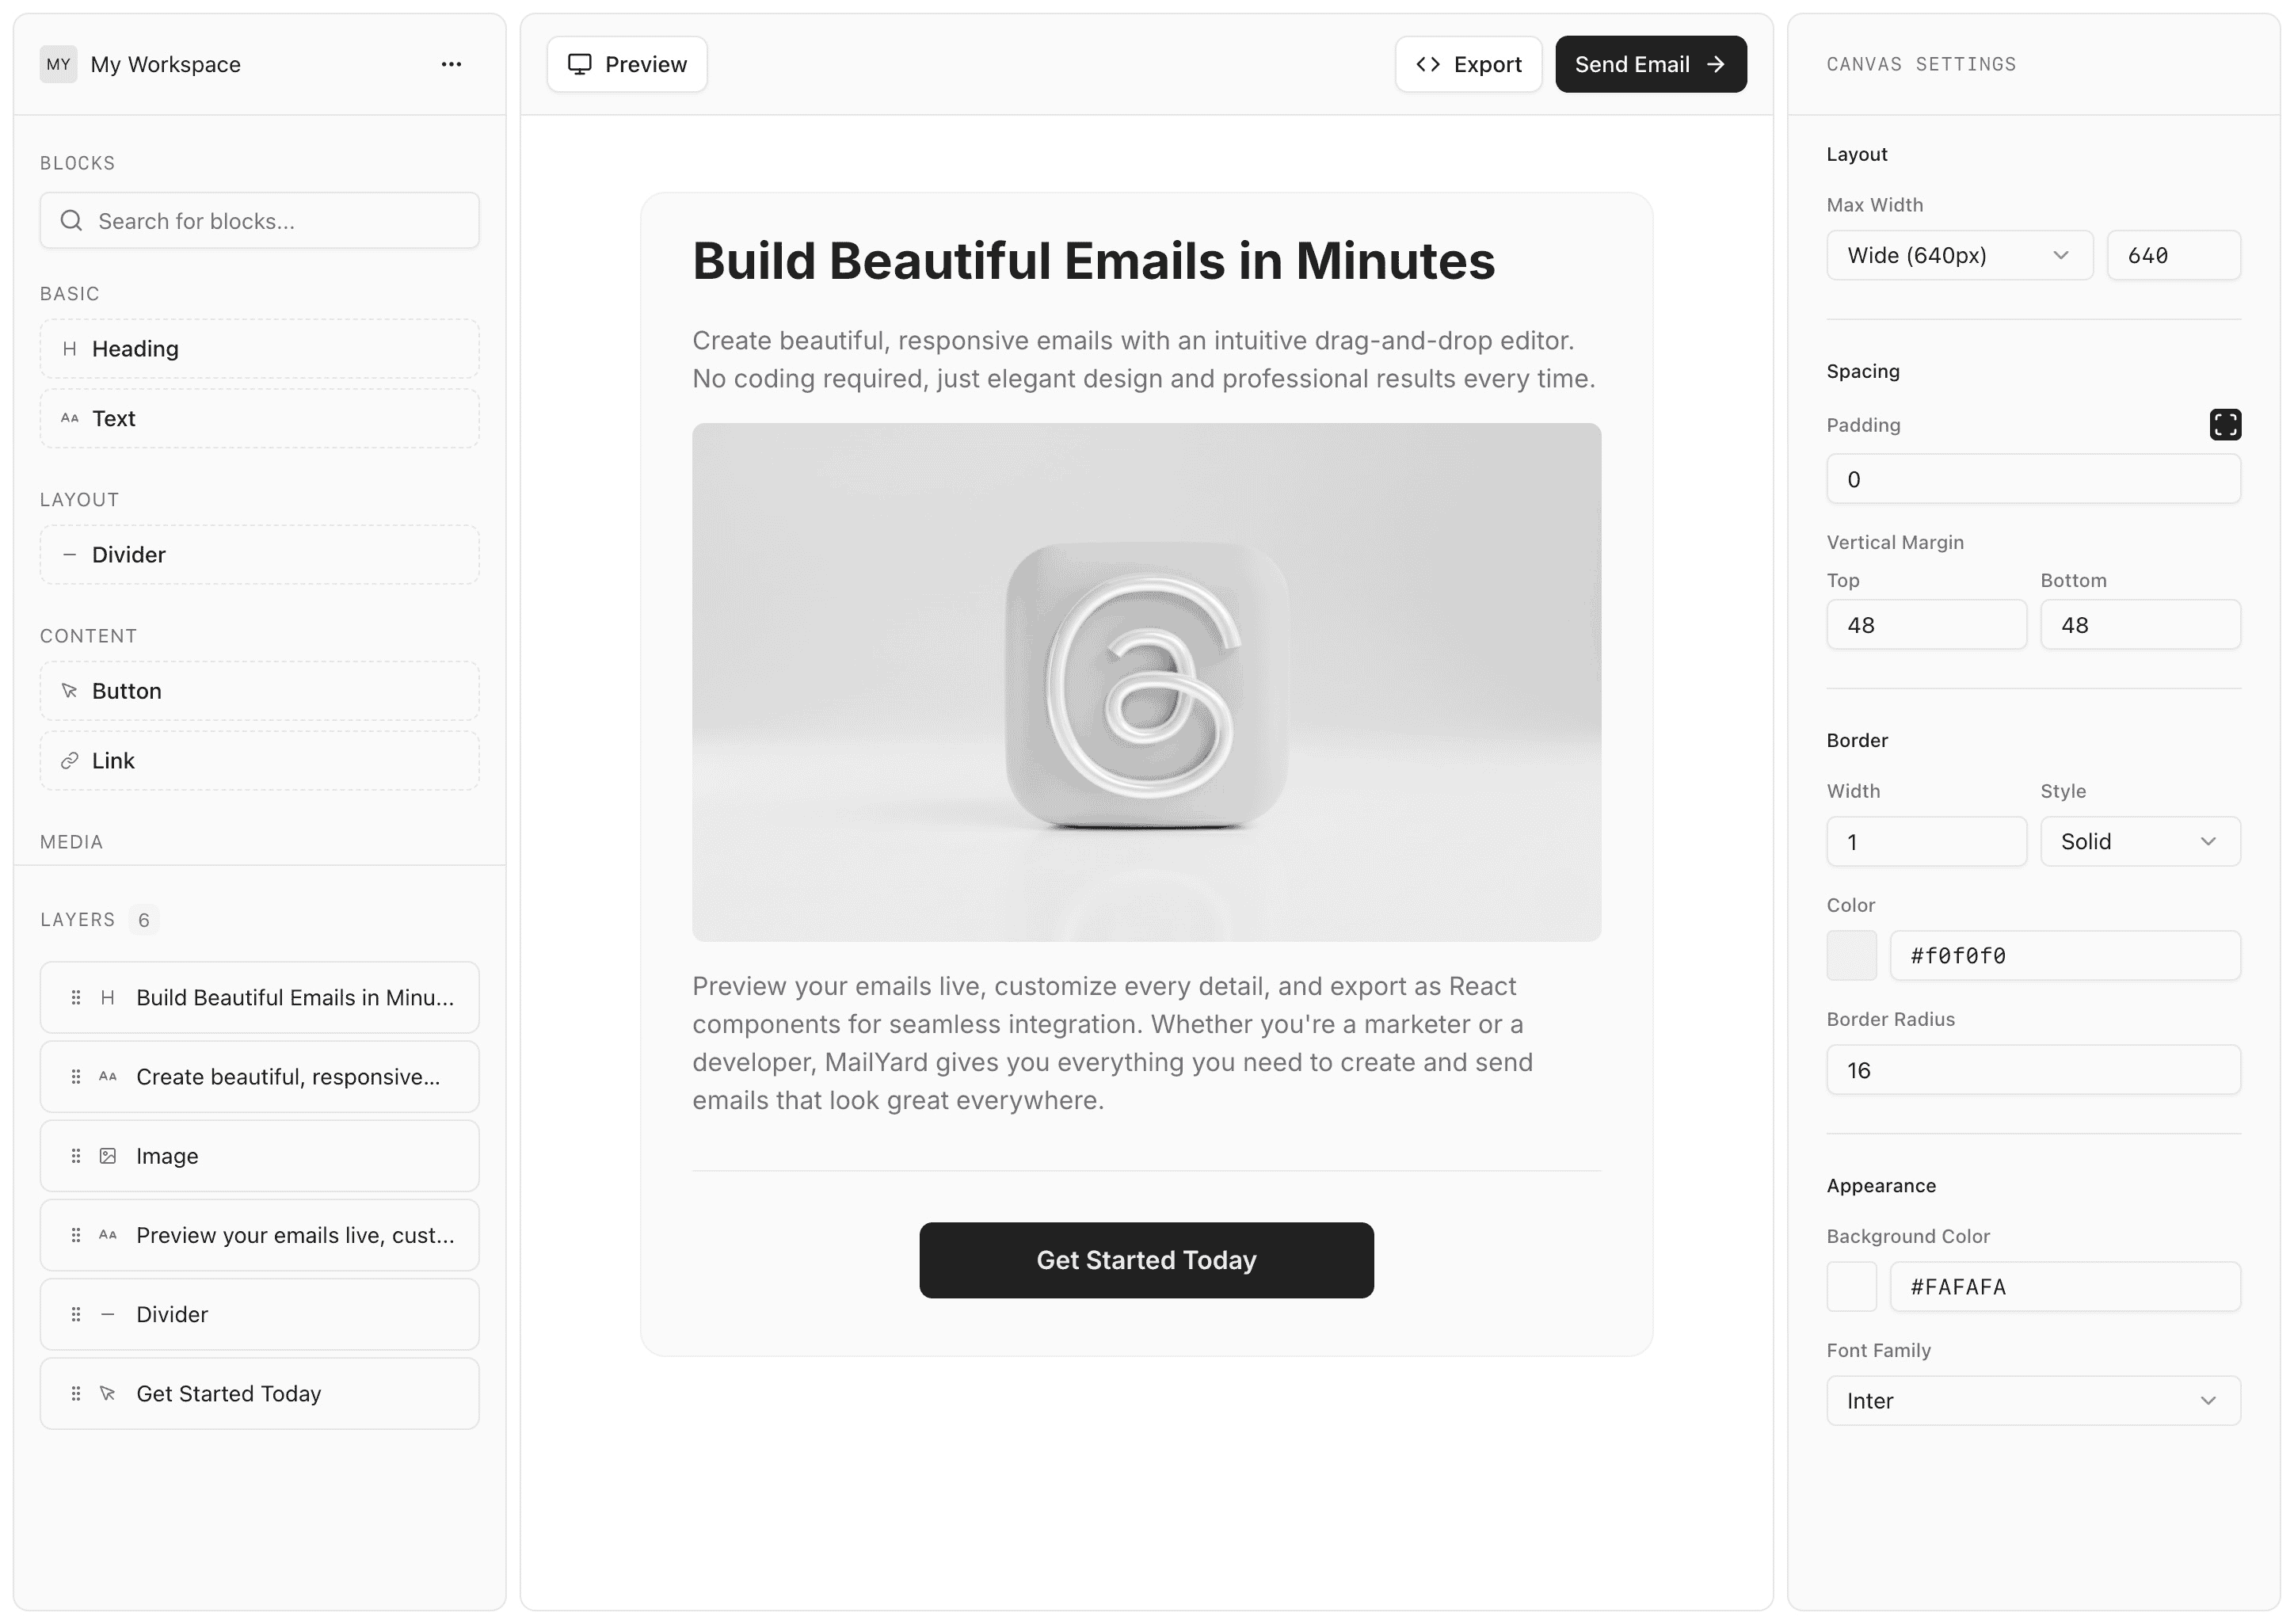 MY My Workspace
BLOCKS
Search for blocks...
BASIC
Heading
Text
LAYOUT
Divider
CONTENT
Button
Link
MEDIA
LAYERS 6
Build Beautiful Emails in Minu...
Create beautiful, responsive...
Image
Preview your emails live, cust...
Divider
Get Started Today
Preview
Export
Send Email
Build Beautiful Emails in Minutes
Create beautiful, responsive emails with an intuitive drag-and-drop editor.
No coding required, just elegant design and professional results every time.
Preview your emails live, customize every detail, and export as React
components for seamless integration. Whether you're a marketer or a
developer, MailYard gives you everything you need to create and send
emails that look great everywhere.
Get Started Today
CANVAS SETTINGS
Layout
Max Width
Wide (640px) 640
Spacing
Padding
0
Vertical Margin
Top Bottom
48 48
Border
Width Style
1 Solid
Color
#f0f0f0
Border Radius
16
Appearance
Background Color
#FAFAFA
Font Family
Inter